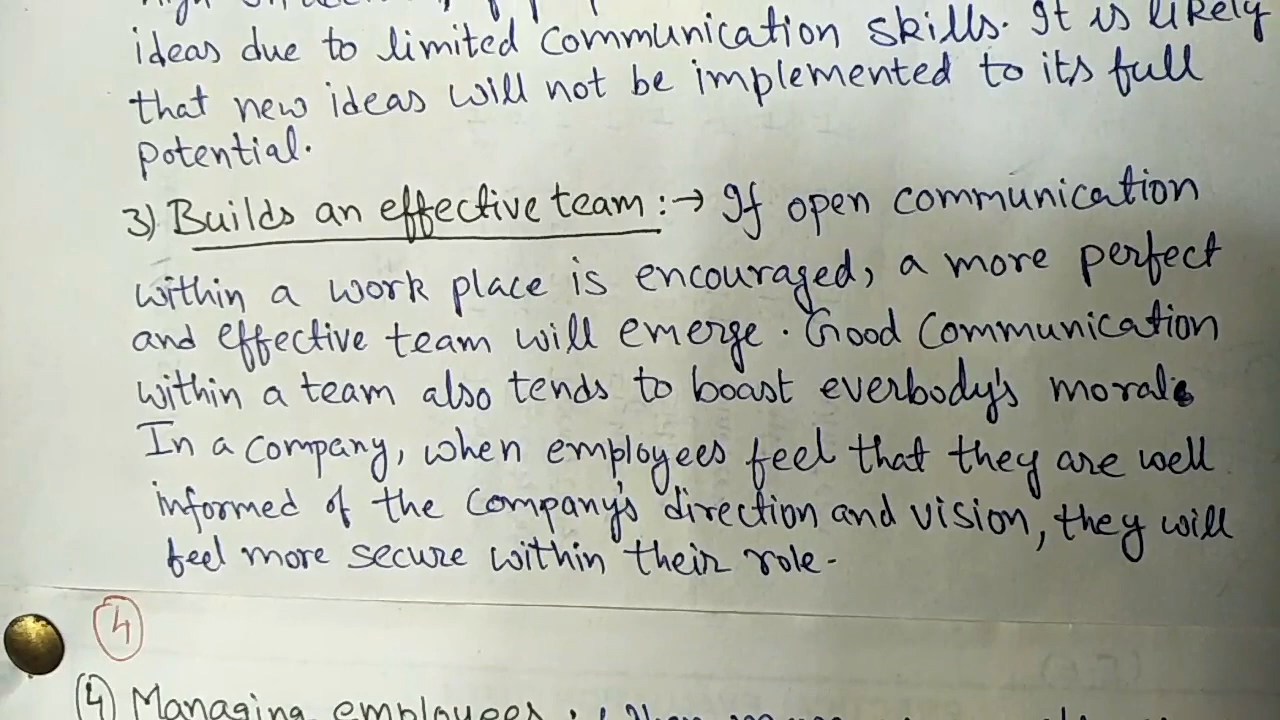 ideas due to limited communication skills. It is likely
that new ideas will not be implemented to its full
potential.
3) Builds an effective team :→ If open communication
within a work place is encouraged, a more perfect
and effective team will emerge. Good Communication
within a team also tends to boast everbody's morals
In a company, when employees feel that they are well
informed of the company's direction and vision, they will
feel more secure within their role.
4
(4) Managing employees